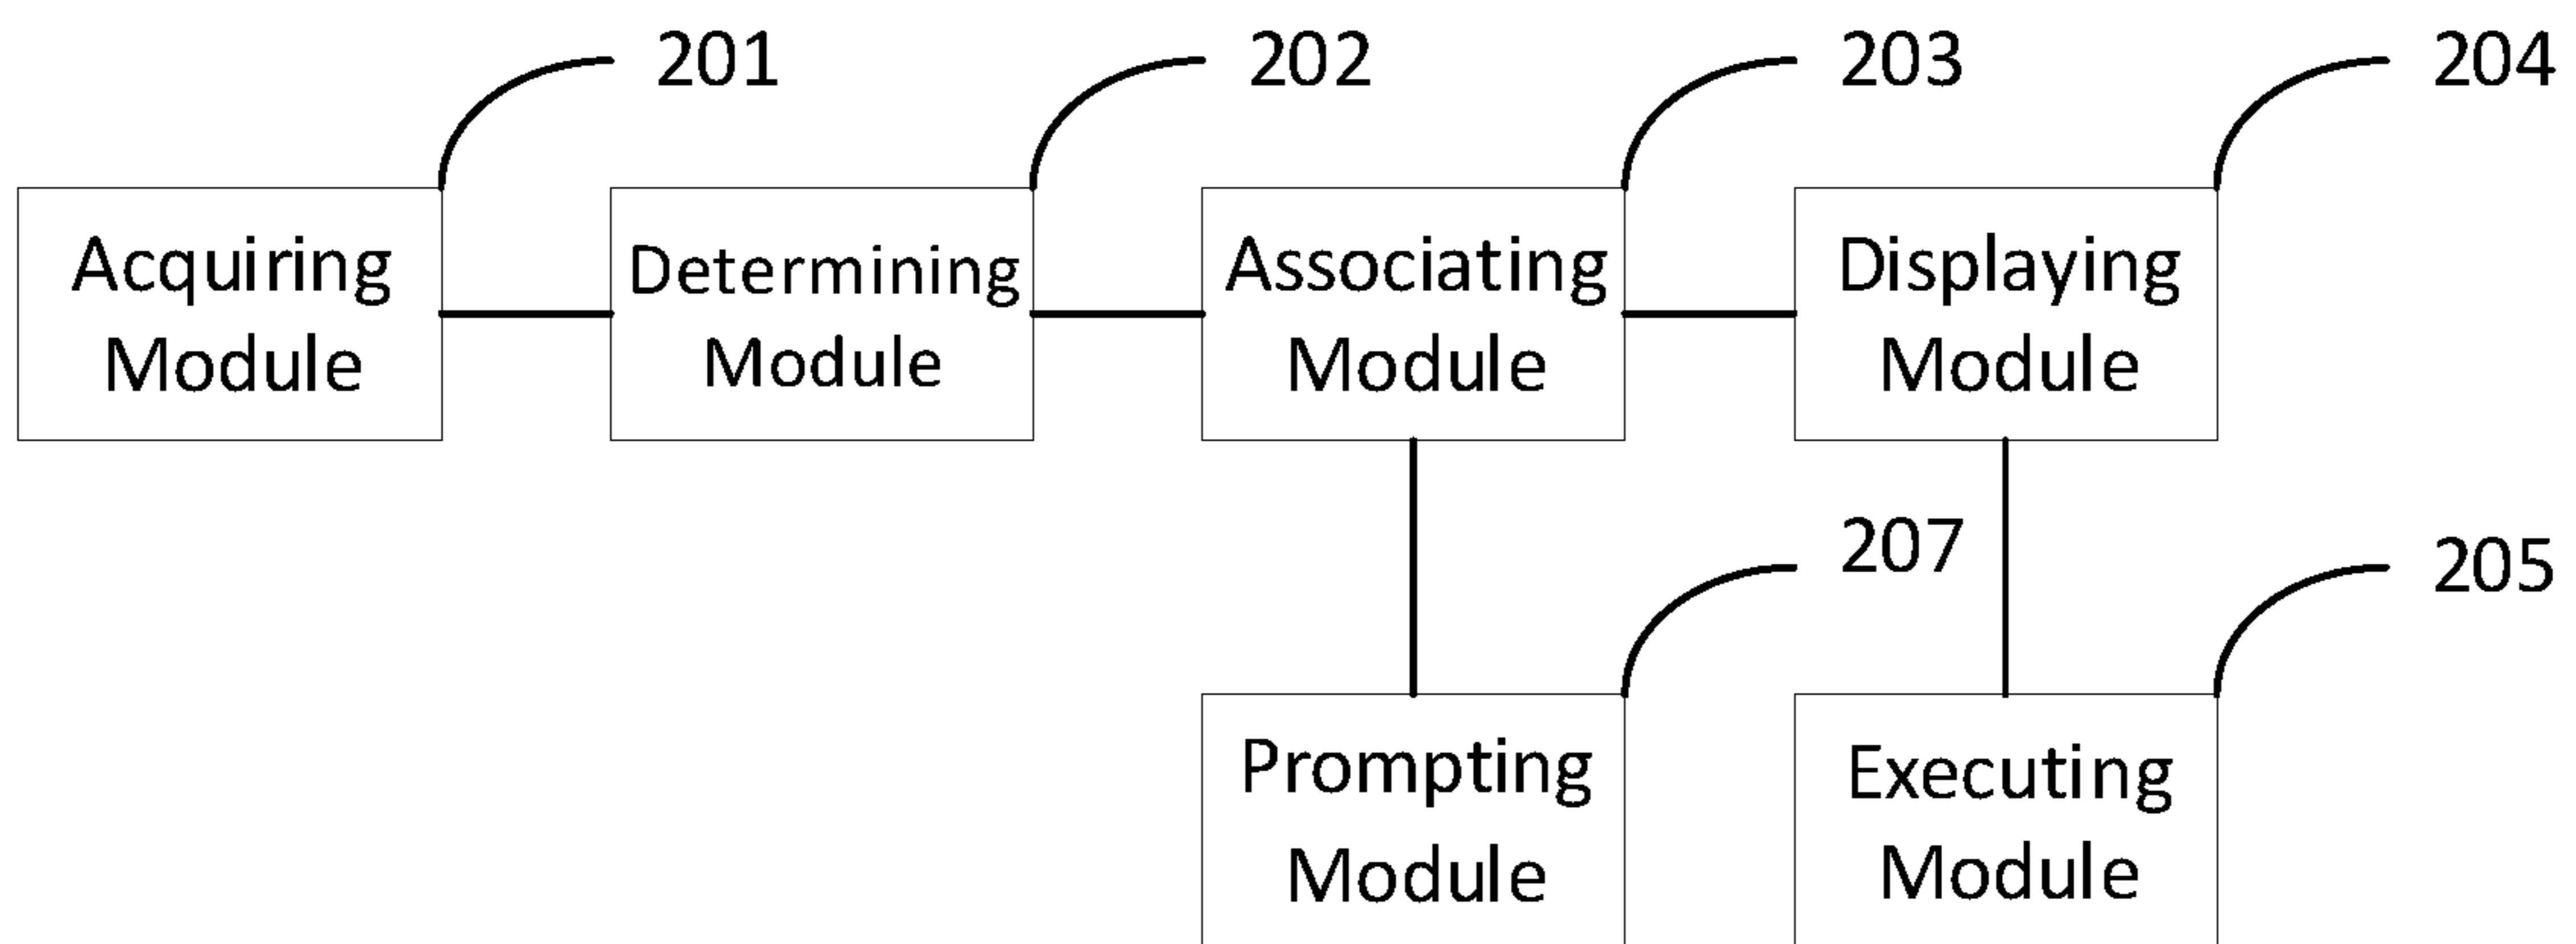 201
202
203
204
Acquiring
Module
Determining
Module
Associating
Module
Displaying
Module
207
205
Prompting
Module
Executing
Module